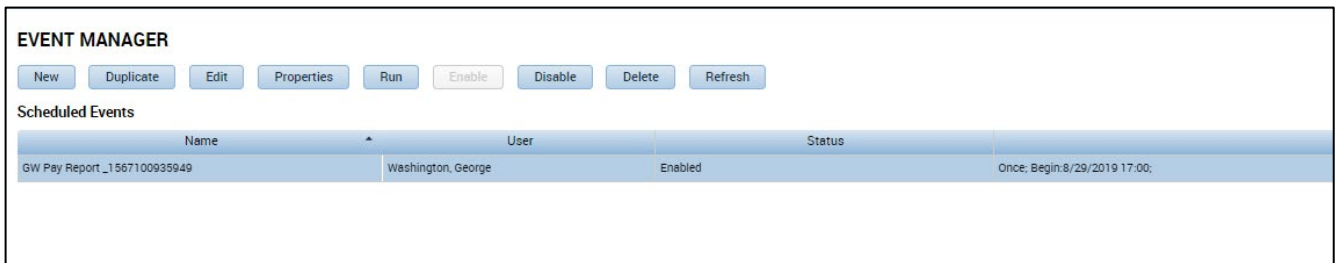 EVENT MANAGER
New Duplicate Edit Properties Run Enable Disable Delete Refresh
Scheduled Events
Name User Status
GW Pay Report _1567100935949 Washington, George Enabled Once; Begin:8/29/2019 17:00;